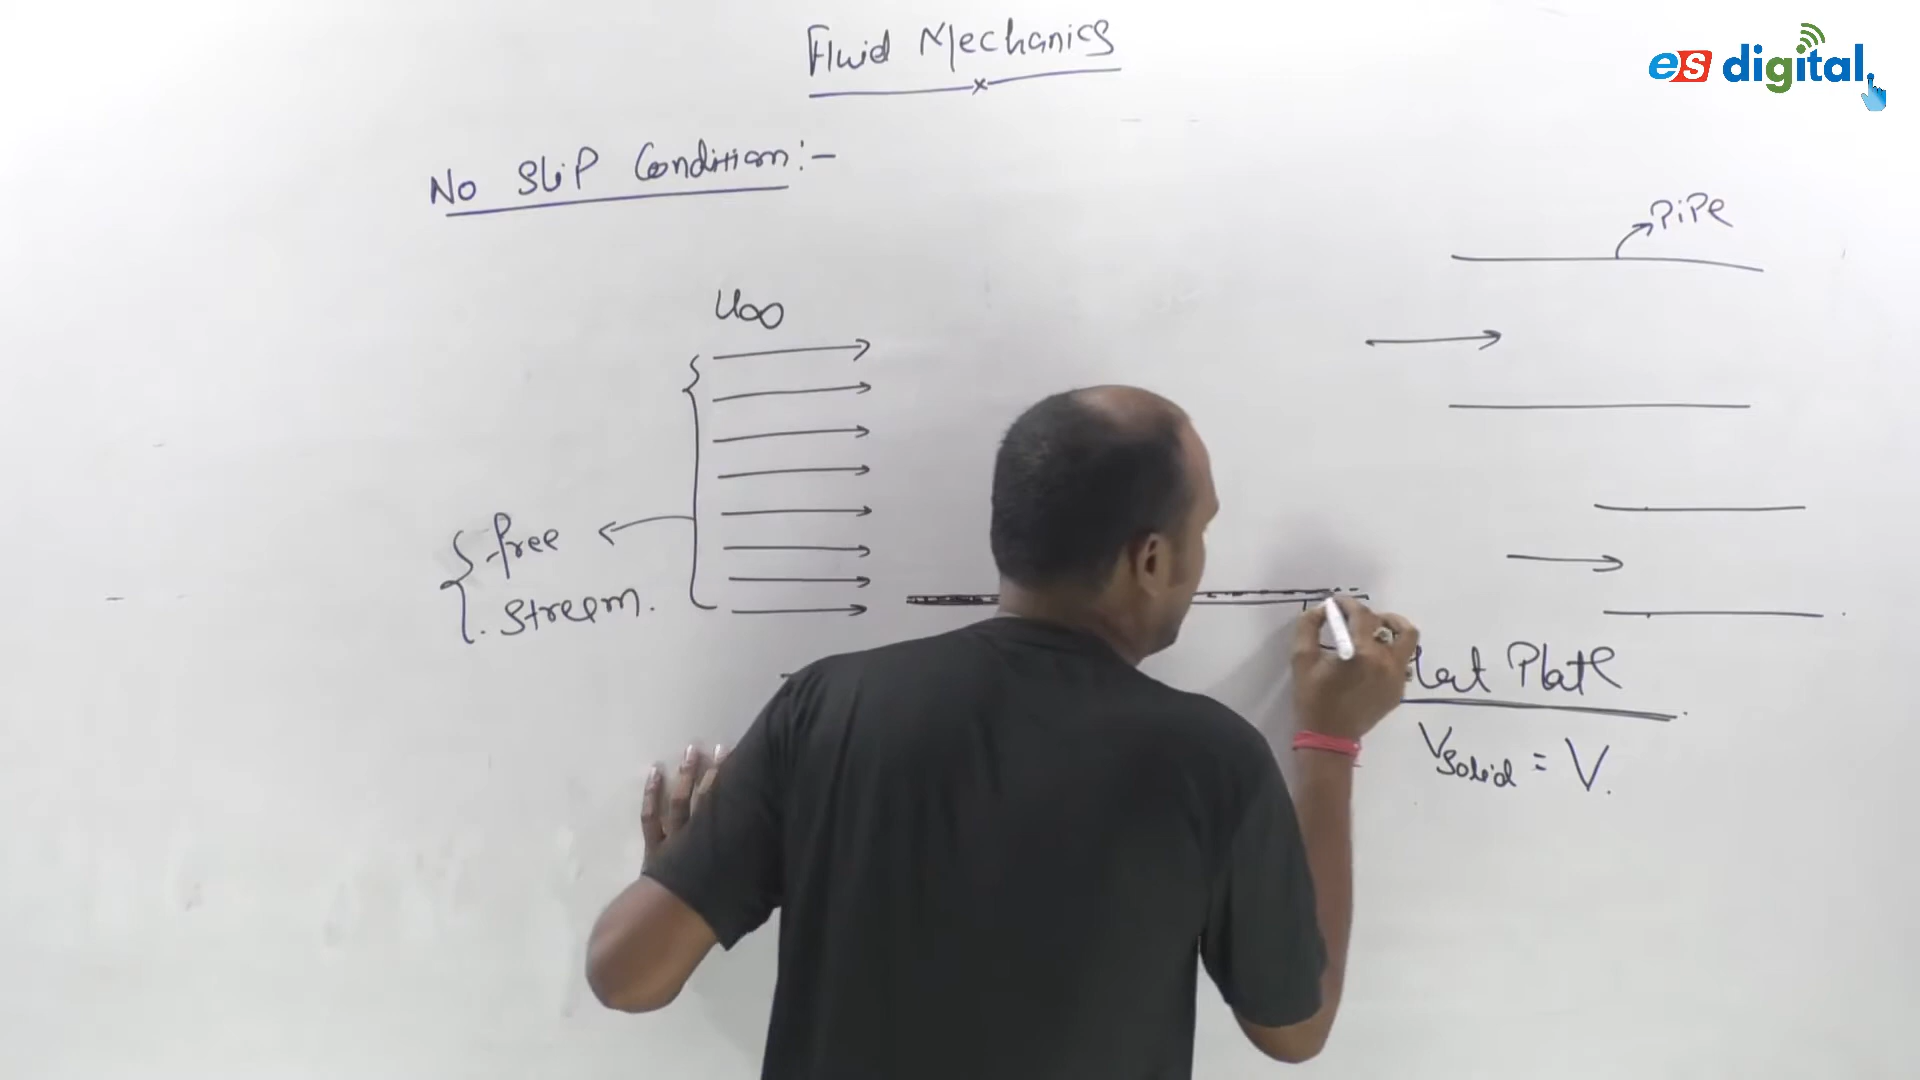 Fluid Mechanics
es digital
No Slip Condition:-
PiPe
U∞
free
Stream.
Plate
Vsolid = V.